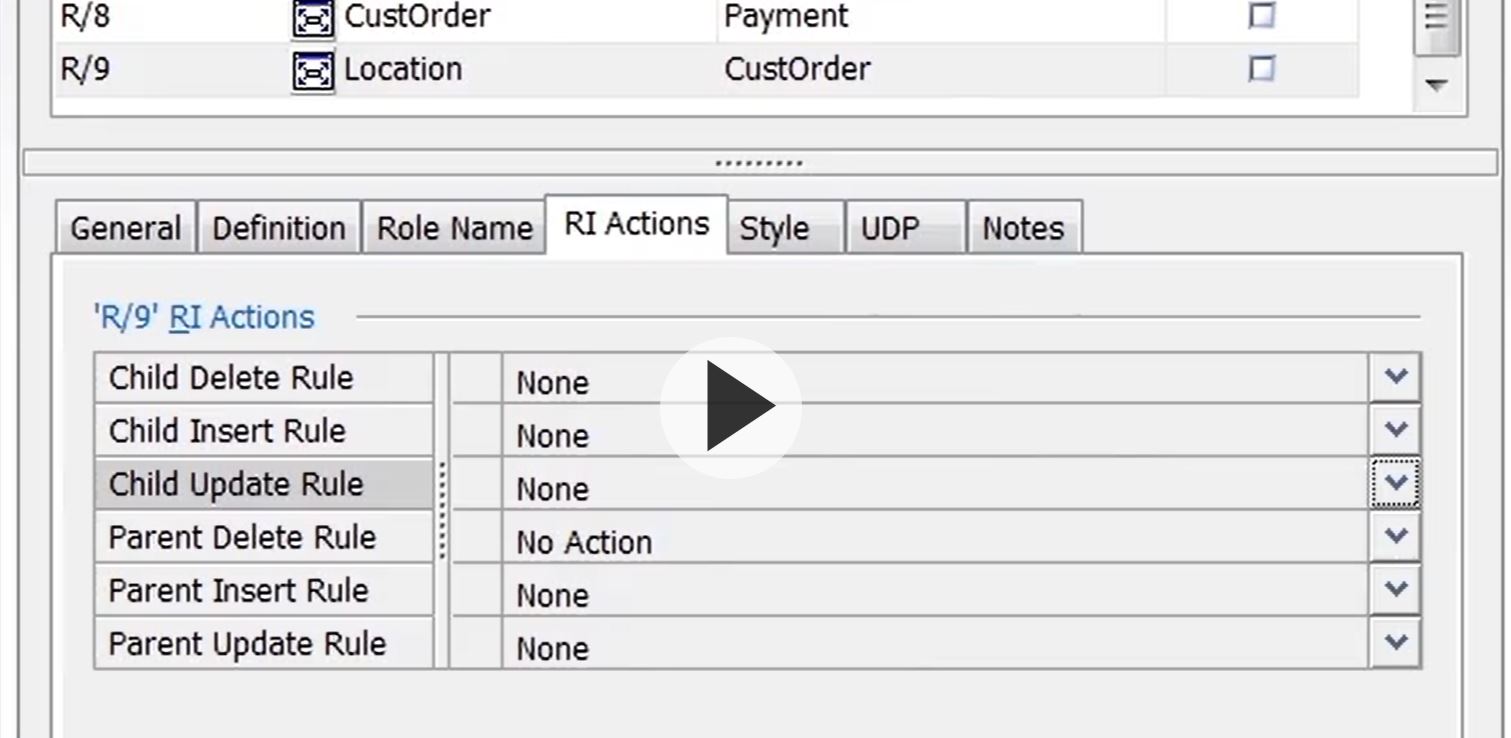 R/8 CustOrder Payment
R/9 Location CustOrder
General Definition Role Name RI Actions Style UDP Notes
'R/9' RI Actions
Child Delete Rule None
Child Insert Rule None
Child Update Rule None
Parent Delete Rule No Action
Parent Insert Rule None
Parent Update Rule None